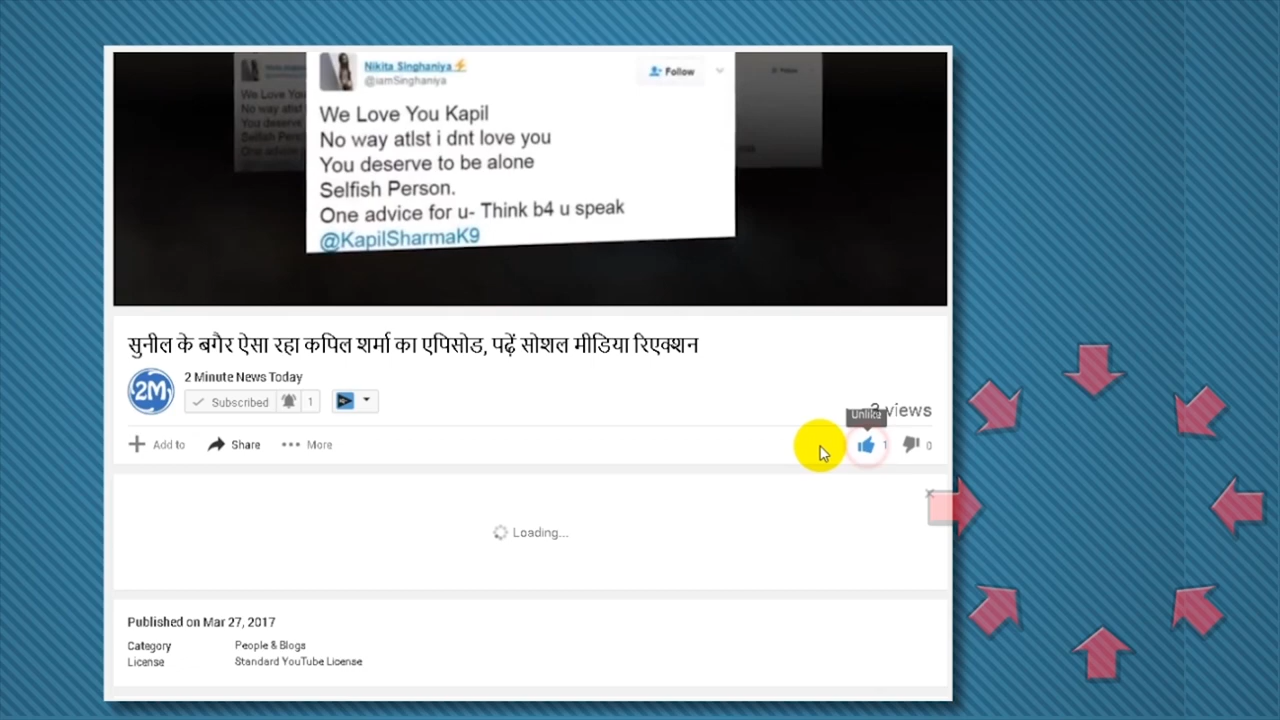 Nikita Singhaniya⚡
@iamSinghaniya
Follow
We Love You Kapil
No way atlst i dnt love you
You deserve to be alone
Selfish Person.
One advice for u- Think b4 u speak
@KapilSharmaK9
सुनील के बगैर ऐसा रहा कपिल शर्मा का एपिसोड, पढ़ें सोशल मीडिया रिएक्शन
2M
2 Minute News Today
Subscribed 1
views
Unlike
Add to Share More 1 0
Loading...
Published on Mar 27, 2017
Category People & Blogs
License Standard YouTube License